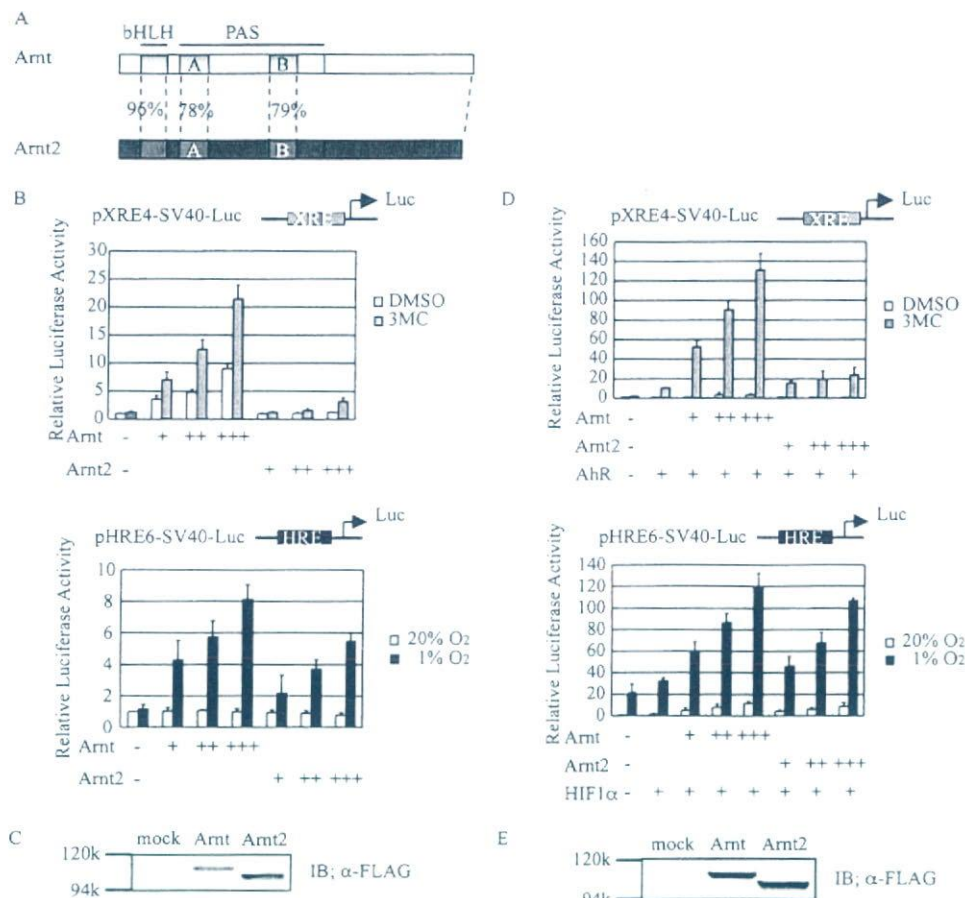 A
bHLH PAS
Arnt
A B
96% 78% 79%
Arnt2
A B
B
pXRE4-SV40-Luc XRE Luc
Relative Luciferase Activity
30
25
20
15
10
5
0
DMSO
3MC
Arnt - + ++ +++
Arnt2 - + ++ +++
pHRE6-SV40-Luc HRE Luc
Relative Luciferase Activity
10
8
6
4
2
0
20% O2
1% O2
Arnt - + ++ +++
Arnt2 - + ++ +++
C
mock Arnt Arnt2
120k
94k
IB; α-FLAG
D
pXRE4-SV40-Luc XRE Luc
Relative Luciferase Activity
160
140
120
100
80
60
40
20
0
DMSO
3MC
Arnt - + ++ +++
Arnt2 - + ++ +++
AhR - + + + + + + +
pHRE6-SV40-Luc HRE Luc
Relative Luciferase Activity
140
120
100
80
60
40
20
0
20% O2
1% O2
Arnt - + ++ +++
Arnt2 - + ++ +++
HIF1α - + + + + + + +
E
mock Arnt Arnt2
120k
94k
IB; α-FLAG